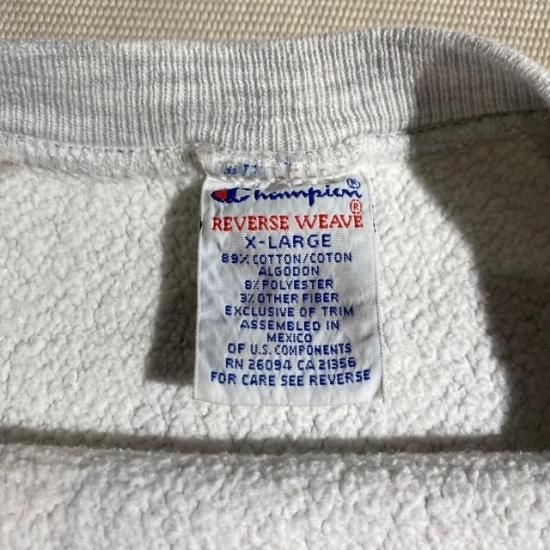 Champion®
REVERSE WEAVE®
X-LARGE
89% COTTON/COTON
ALGODON
8% POLYESTER
3% OTHER FIBER
EXCLUSIVE OF TRIM
ASSEMBLED IN
MEXICO
OF U.S. COMPONENTS
RN 26094 CA 21356
FOR CARE SEE REVERSE